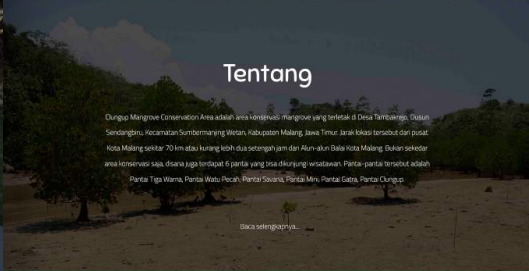 Tentang
Clungup Mangrove Conservation Area adalah area konservasi mangrove yang terletak di Desa Tambakrejo, Dusun
Sendangbiru, Kecamatan Sumbermanjing Wetan, Kabupaten Malang, Jawa Timur. Jarak lokasi tersebut dari pusat
Kota Malang sekitar 70 km atau kurang lebih dua setengah jam dari Alun-alun Balai Kota Malang. Bukan sekedar
area konservasi saja, disana juga terdapat 6 pantai yang bisa dikunjungi wisatawan. Pantai-pantai tersebut adalah
Pantai Tiga Warna, Pantai Watu Pecah, Pantai Savana, Pantai Mini, Pantai Gatra, Pantai Clungup.
Baca selengkapnya...